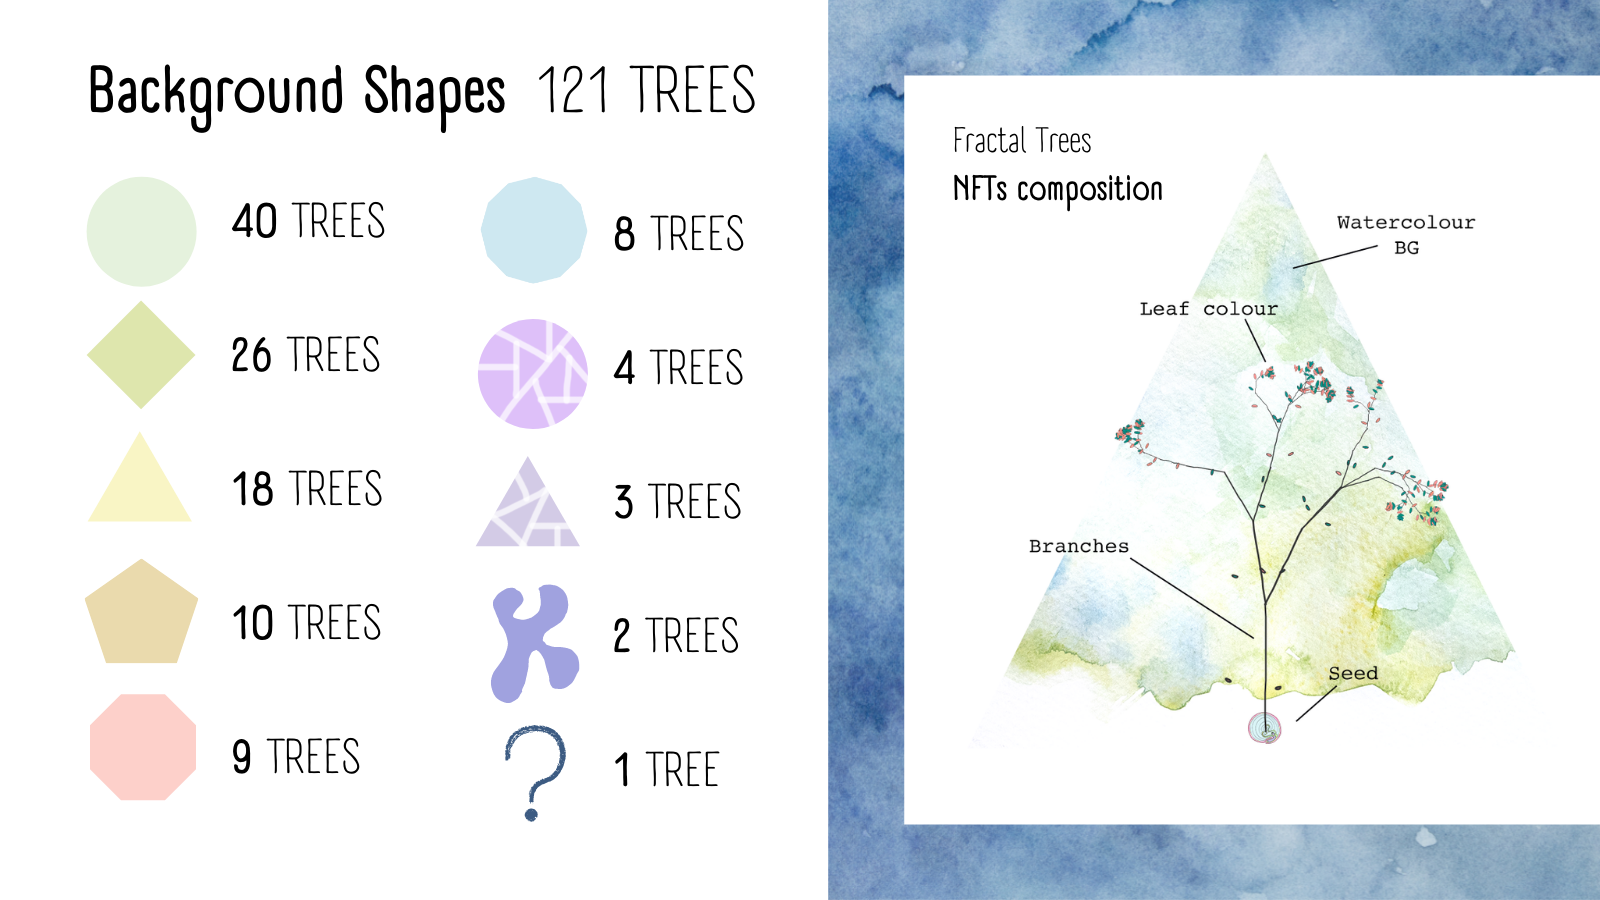 Background Shapes 121 TREES
40 TREES
26 TREES
18 TREES
10 TREES
9 TREES
8 TREES
4 TREES
3 TREES
2 TREES
?
1 TREE
Fractal Trees
NFTs composition
Watercolour
BG
Leaf colour
Branches
Seed